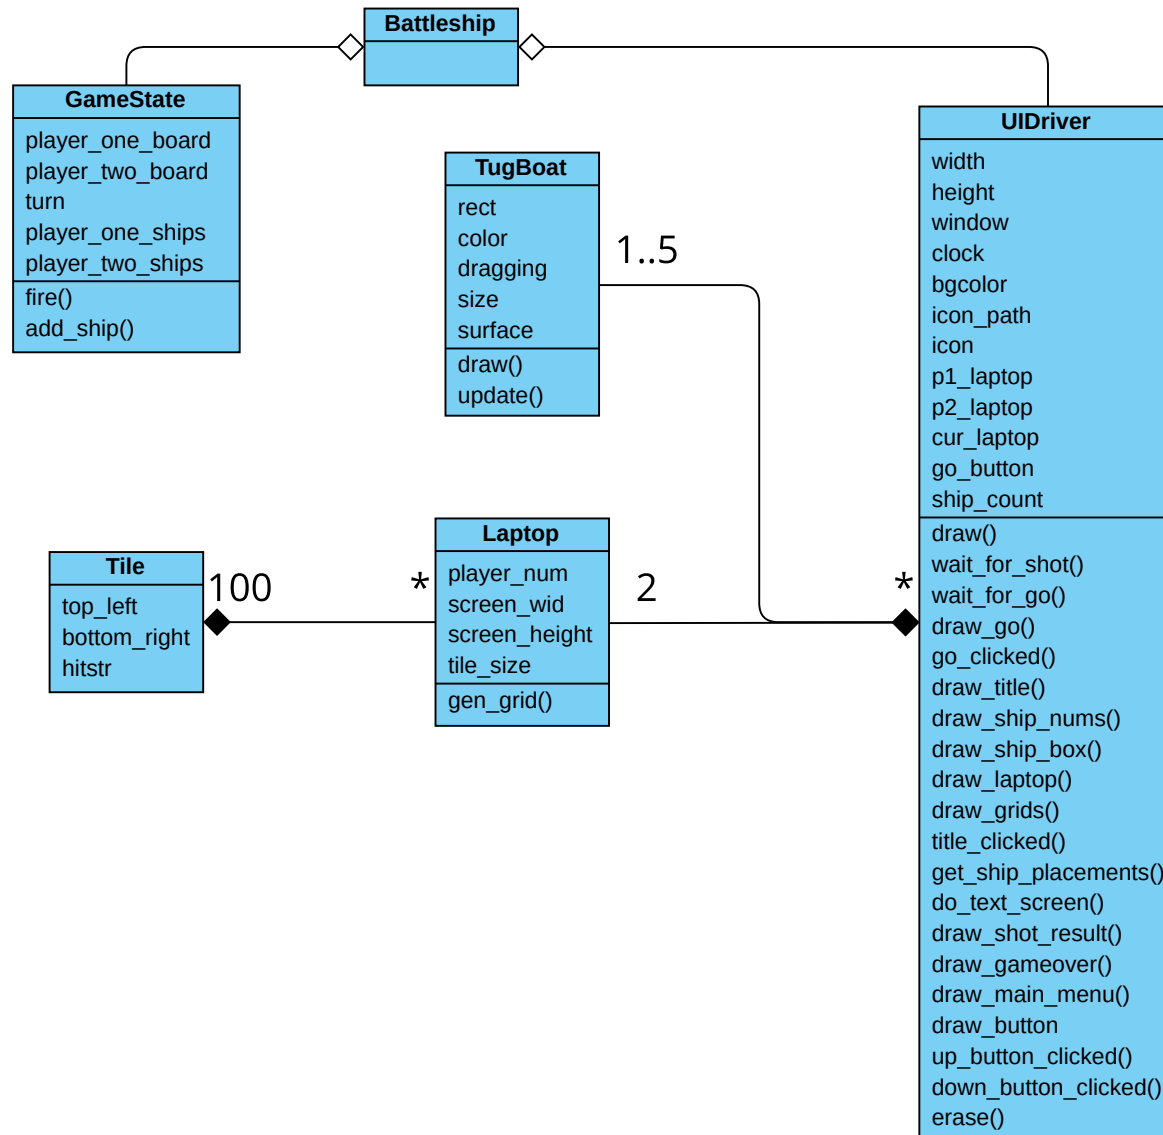 Battleship
GameState
player_one_board
player_two_board
turn
player_one_ships
player_two_ships
fire()
add_ship()
TugBoat
rect
color
dragging
size
surface
draw()
update()
1..5
UIDriver
width
height
window
clock
bgcolor
icon_path
icon
p1_laptop
p2_laptop
cur_laptop
go_button
ship_count
draw()
wait_for_shot()
wait_for_go()
draw_go()
go_clicked()
draw_title()
draw_ship_nums()
draw_ship_box()
draw_laptop()
draw_grids()
title_clicked()
get_ship_placements()
do_text_screen()
draw_shot_result()
draw_gameover()
draw_main_menu()
draw_button
up_button_clicked()
down_button_clicked()
erase()
Tile
top_left
bottom_right
hitstr
100
*
Laptop
player_num
screen_wid
screen_height
tile_size
gen_grid()
2
*